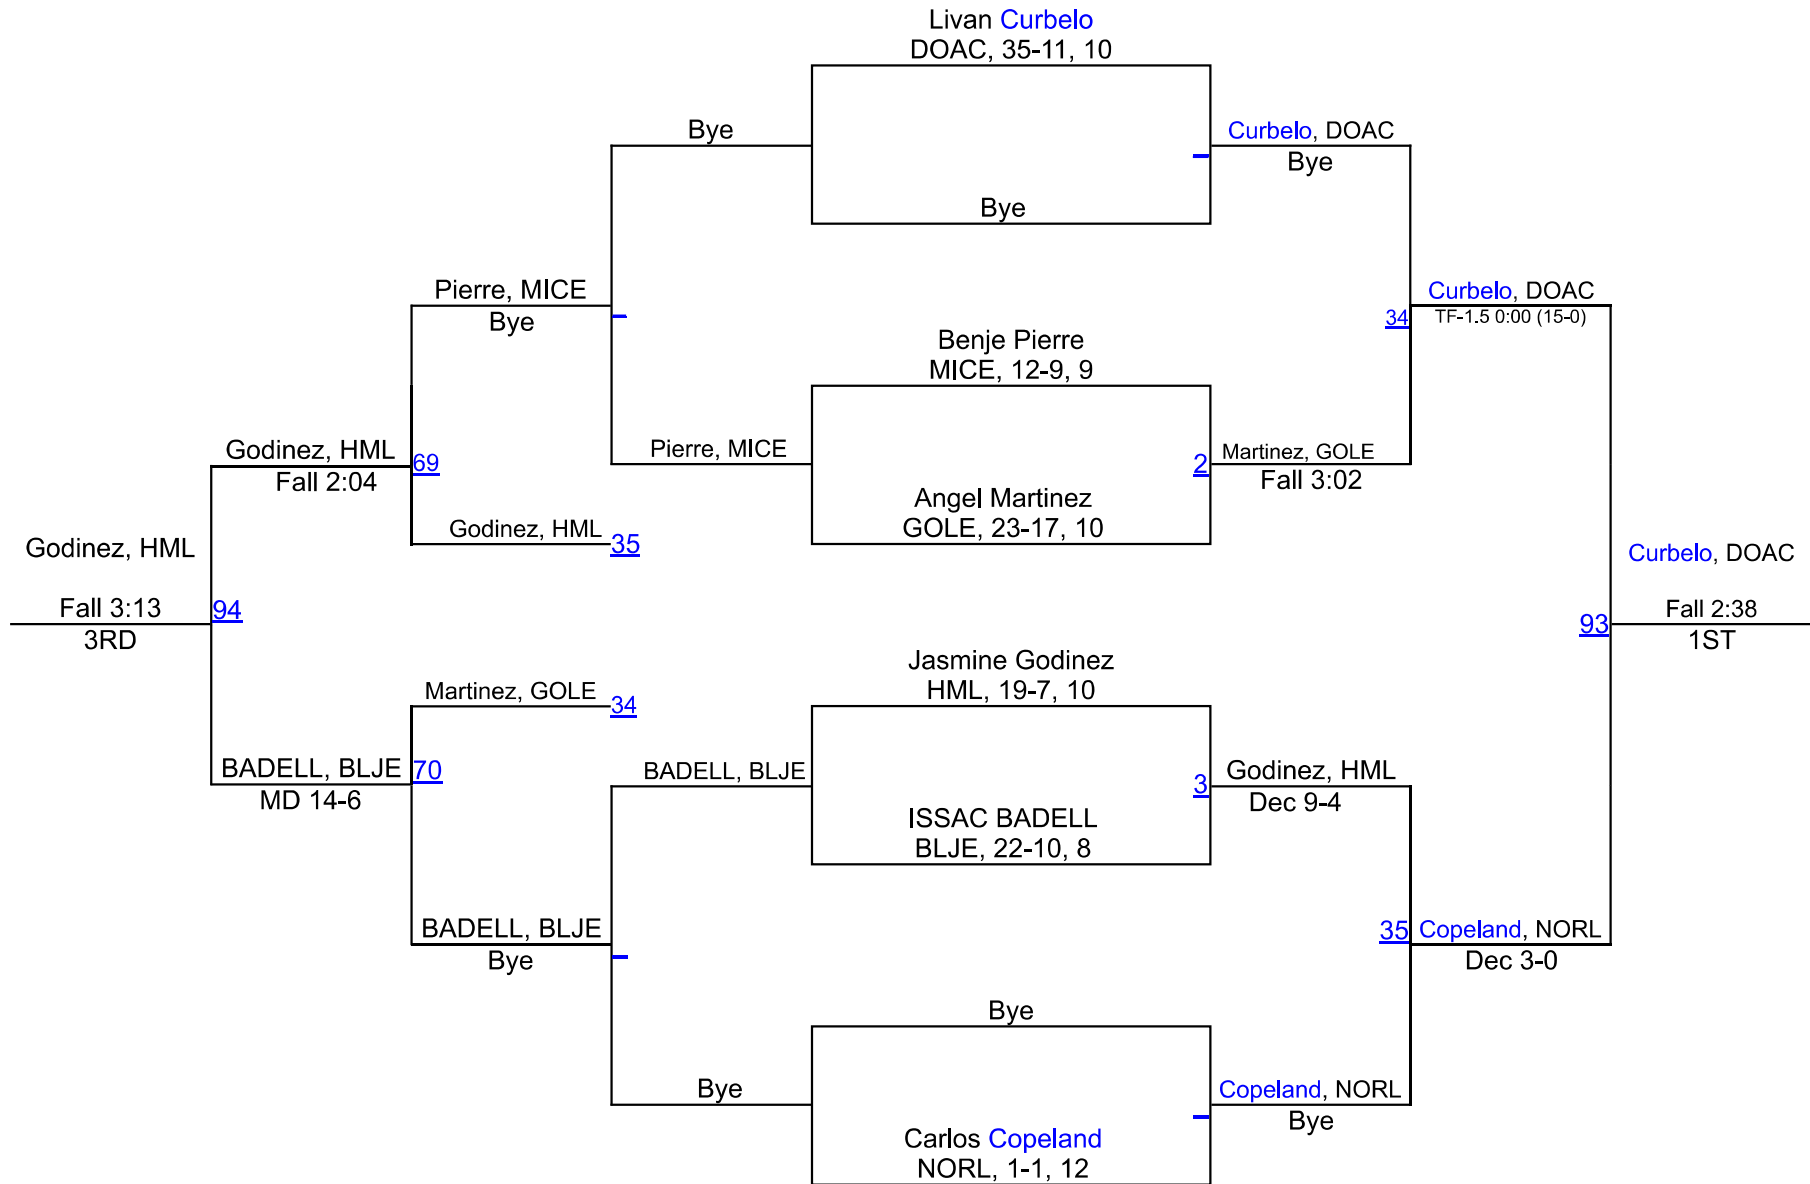 Livan Curbelo
DOAC, 35-11, 10
Bye
Curbelo, DOAC
Bye
Bye
Pierre, MICE
Bye
Curbelo, DOAC
34
TF-1.5 0:00 (15-0)
Benje Pierre
MICE, 12-9, 9
Godinez, HML
69
Fall 2:04
Pierre, MICE
2
Martinez, GOLE
Fall 3:02
Angel Martinez
GOLE, 23-17, 10
Godinez, HML
35
Godinez, HML
Curbelo, DOAC
Fall 3:13
94
3RD
93
Fall 2:38
1ST
Jasmine Godinez
HML, 19-7, 10
Martinez, GOLE
34
BADELL, BLJE
70
MD 14-6
BADELL, BLJE
3
Godinez, HML
Dec 9-4
ISSAC BADELL
BLJE, 22-10, 8
BADELL, BLJE
Bye
35
Copeland, NORL
Dec 3-0
Bye
Bye
Copeland, NORL
Bye
Carlos Copeland
NORL, 1-1, 12